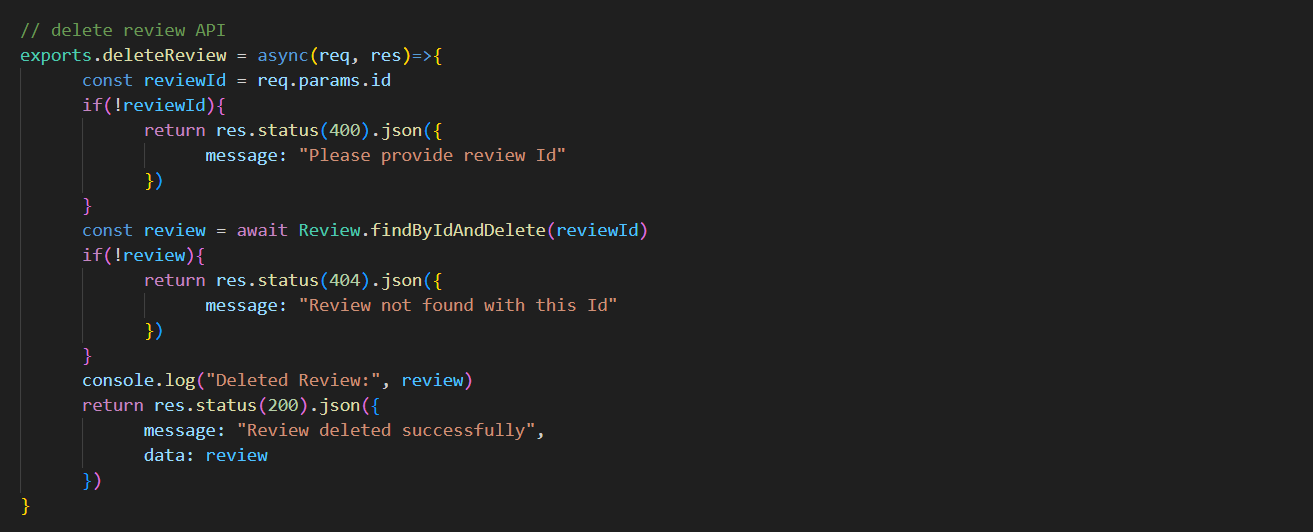 // delete review API
exports.deleteReview = async(req, res)=>{
const reviewId = req.params.id
if(!reviewId){
return res.status(400).json({
message: "Please provide review Id"
})
}
const review = await Review.findByIdAndDelete(reviewId)
if(!review){
return res.status(404).json({
message: "Review not found with this Id"
})
}
console.log("Deleted Review:", review)
return res.status(200).json({
message: "Review deleted successfully",
data: review
})
}